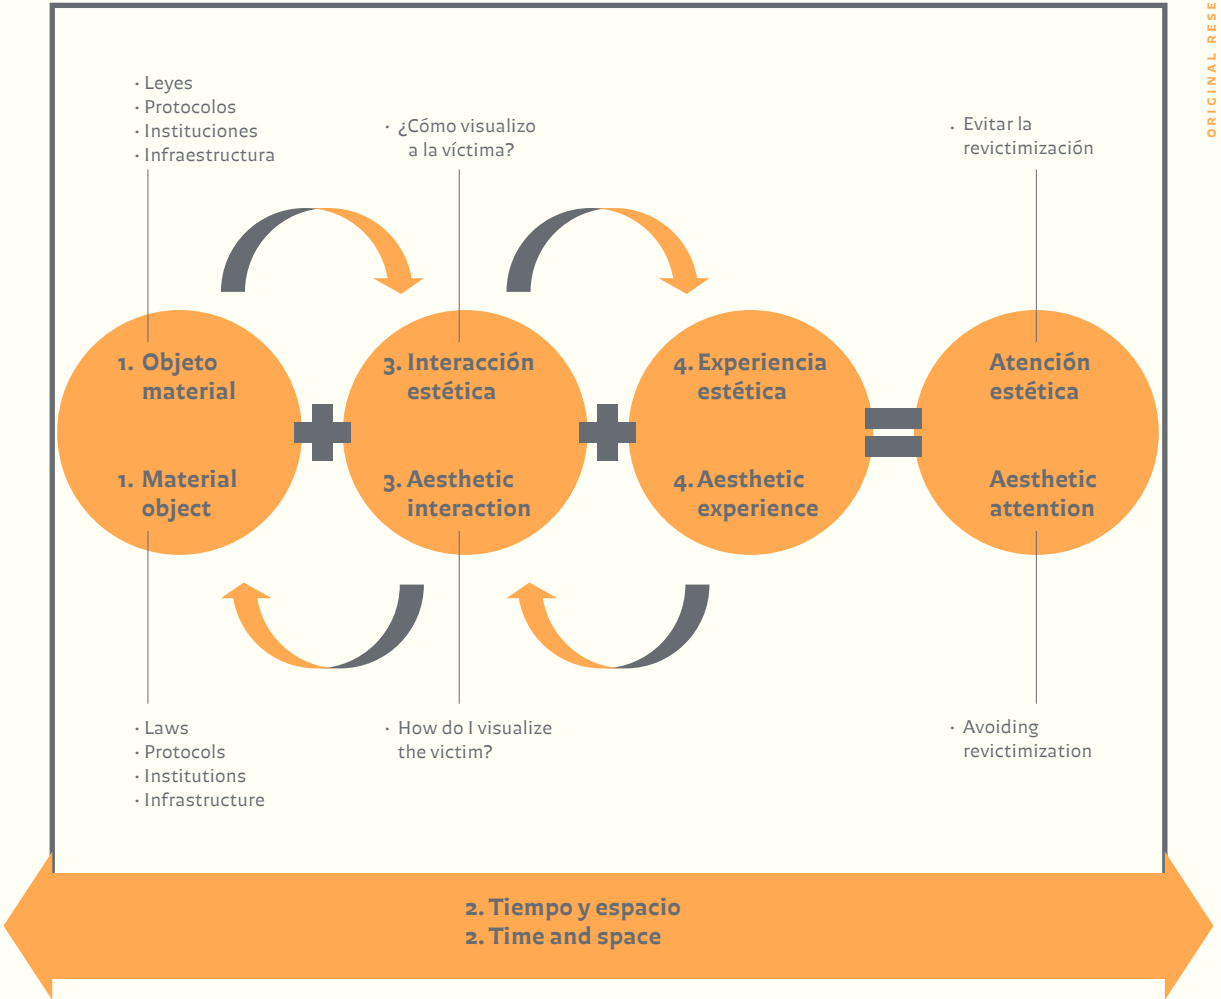 · Leyes
· Protocolos
· Instituciones
· Infraestructura
· ¿Cómo visualizo
a la víctima?
· Evitar la
revictimización
1. Objeto
material
3. Interacción
estética
4. Experiencia
estética
Atención
estética
1. Material
object
3. Aesthetic
interaction
4. Aesthetic
experience
Aesthetic
attention
· Laws
· Protocols
· Institutions
· Infrastructure
· How do I visualize
the victim?
· Avoiding
revictimization
2. Tiempo y espacio
2. Time and space
ORIGINAL